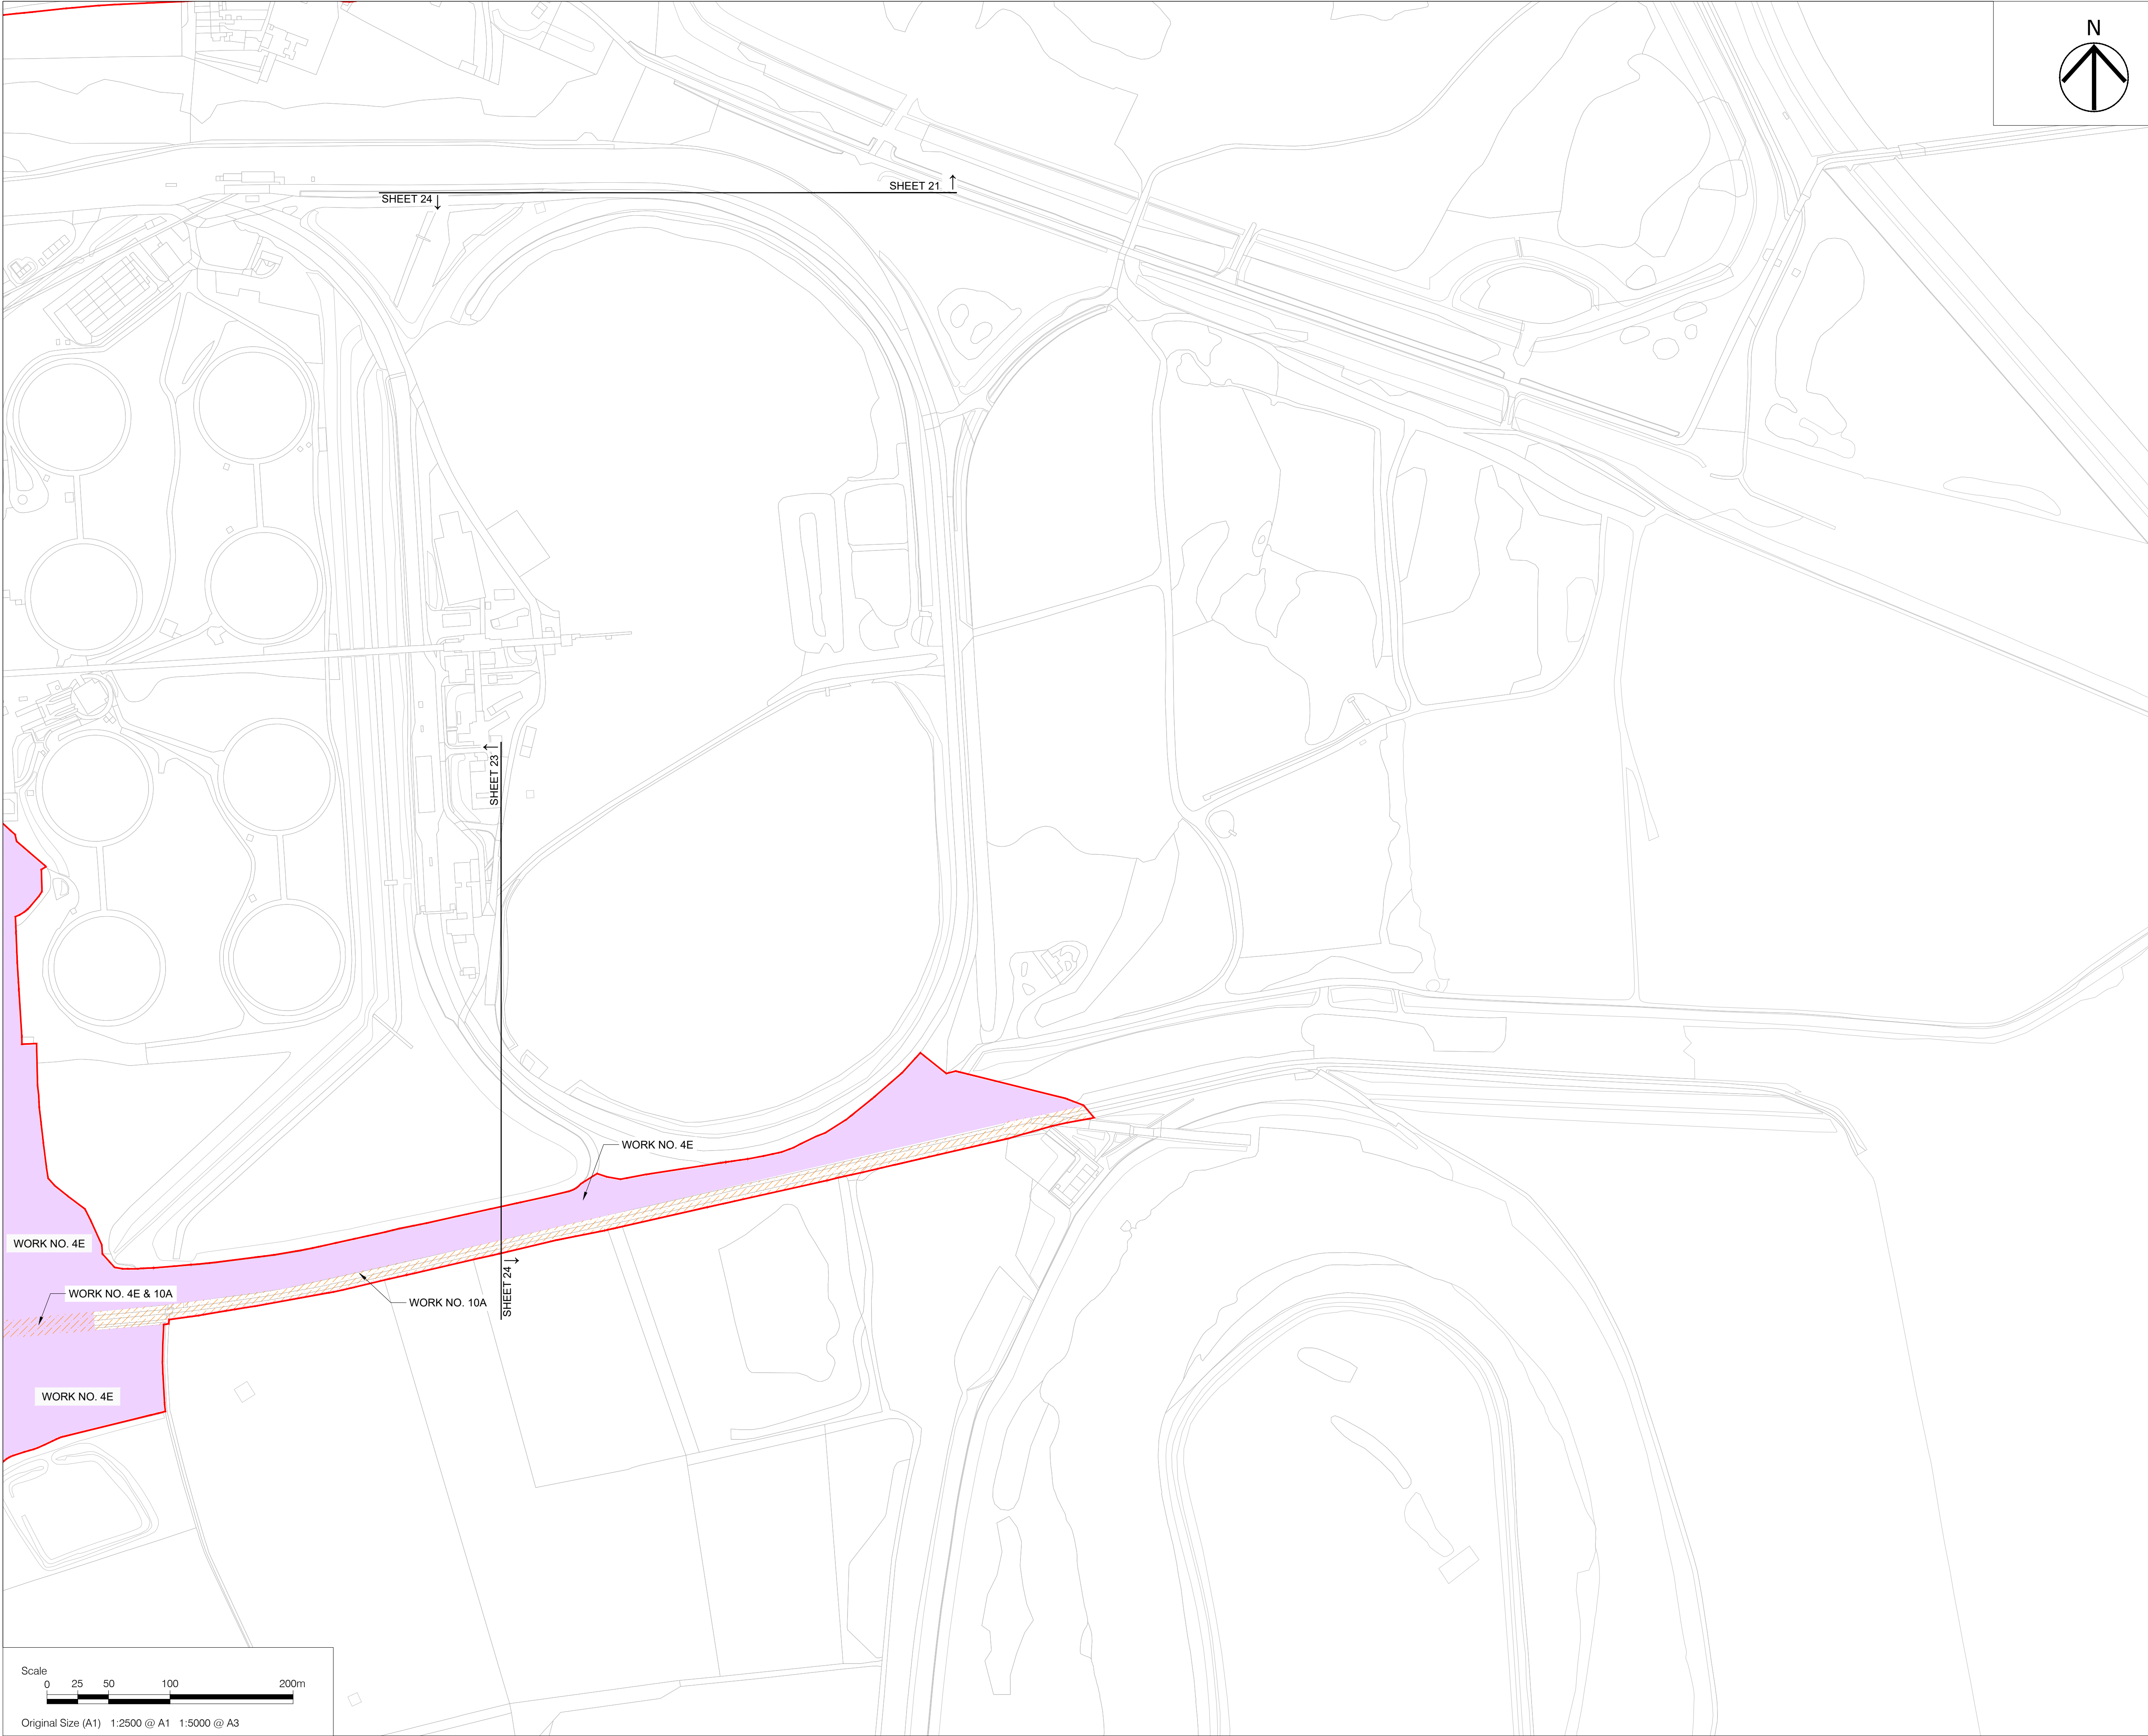 N
SHEET 21
SHEET 24
SHEET 23
WORK NO. 4E
WORK NO. 4E
WORK NO. 4E & 10A
WORK NO. 10A
SHEET 24
WORK NO. 4E
Scale
0 25 50 100 200m
Original Size (A1) 1:2500 @ A1 1:5000 @ A3